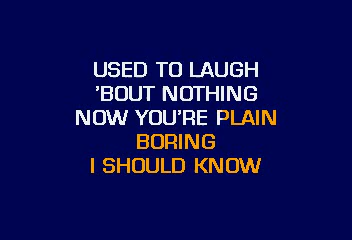 USED TO LAUGH
'BOUT NOTHING
NOW YOU'RE PLAIN
BORING
I SHOULD KNOW